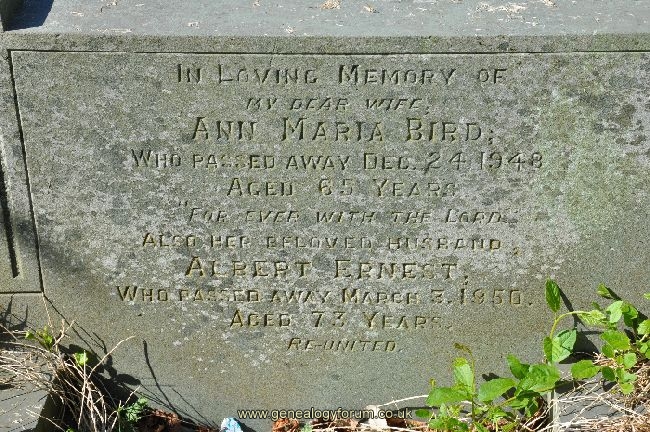 In Loving Memory of
my dear wife,
Ann Maria Bird;
Who passed away Dec. 24 1948
Aged 65 Years
"For ever with the Lord."
Also her beloved husband,
Albert Ernest,
Who passed away March 3, 1950.
Aged 73 Years.
Re-united.
www.genealogyforum.co.uk